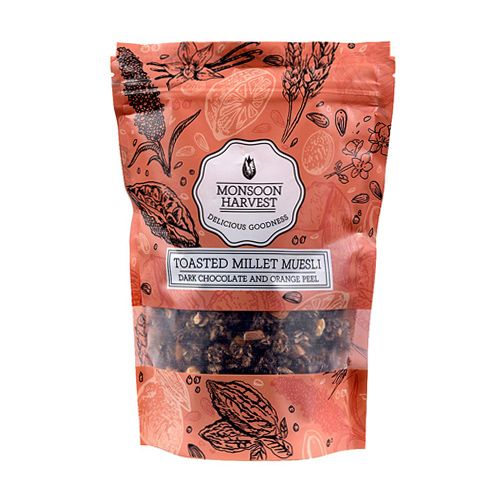 MONSOON
HARVEST
DELICIOUS GOODNESS
TOASTED MILLET MUESLI
DARK CHOCOLATE AND ORANGE PEEL